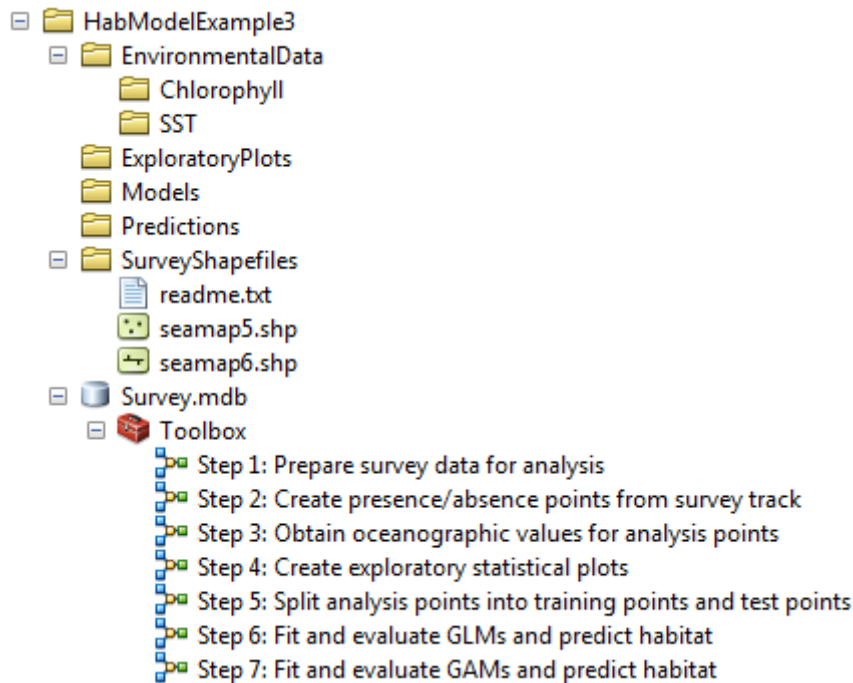 HabModelExample3
EnvironmentalData
Chlorophyll
SST
ExploratoryPlots
Models
Predictions
SurveyShapefiles
readme.txt
seamap5.shp
seamap6.shp
Survey.mdb
Toolbox
Step 1: Prepare survey data for analysis
Step 2: Create presence/absence points from survey track
Step 3: Obtain oceanographic values for analysis points
Step 4: Create exploratory statistical plots
Step 5: Split analysis points into training points and test points
Step 6: Fit and evaluate GLMs and predict habitat
Step 7: Fit and evaluate GAMs and predict habitat